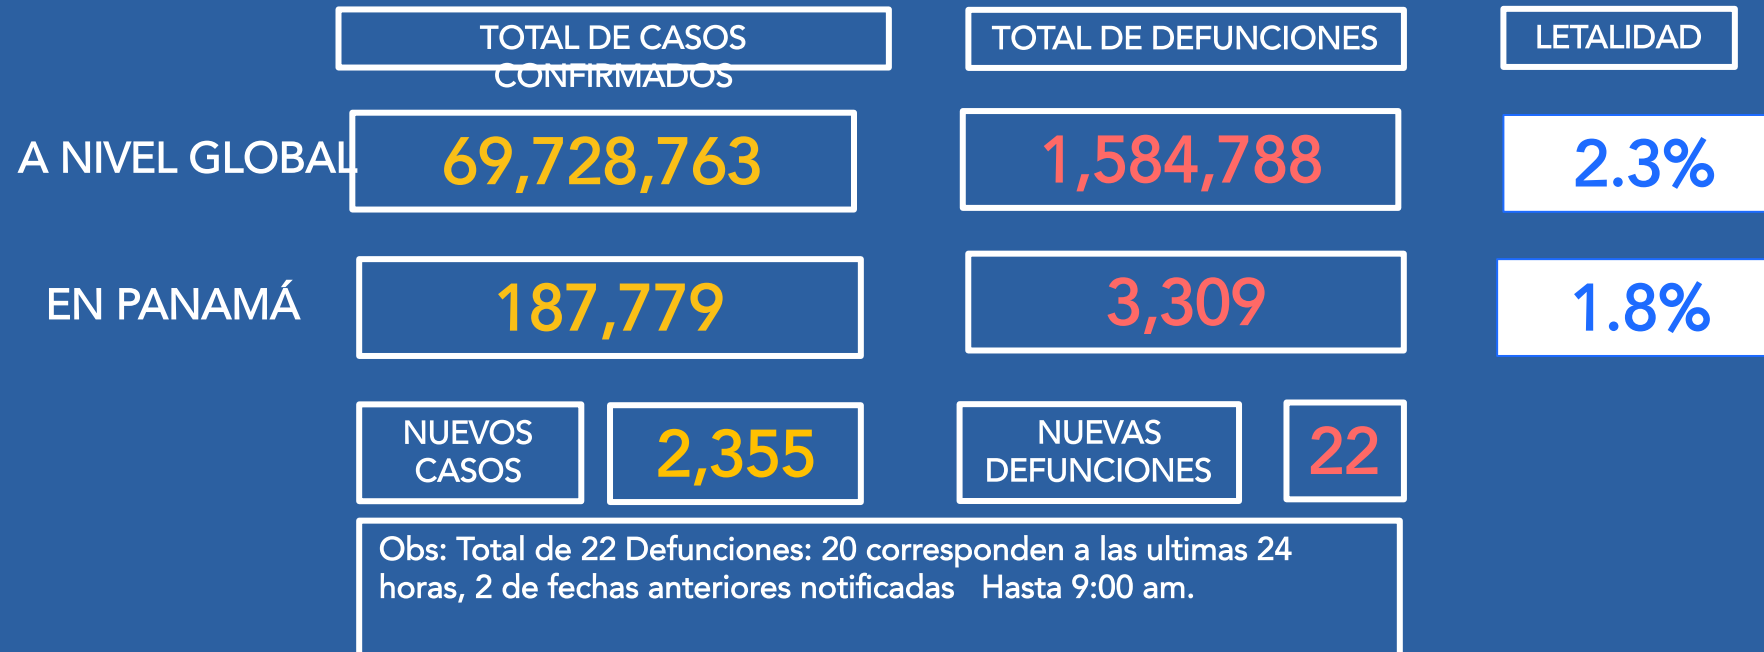 TOTAL DE CASOS
CONFIRMADOS
TOTAL DE DEFUNCIONES
LETALIDAD
A NIVEL GLOBAL
69,728,763
1,584,788
2.3%
EN PANAMÁ
187,779
3,309
1.8%
NUEVOS
CASOS
2,355
NUEVAS
DEFUNCIONES
22
Obs: Total de 22 Defunciones: 20 corresponden a las ultimas 24
horas, 2 de fechas anteriores notificadas   Hasta 9:00 am.